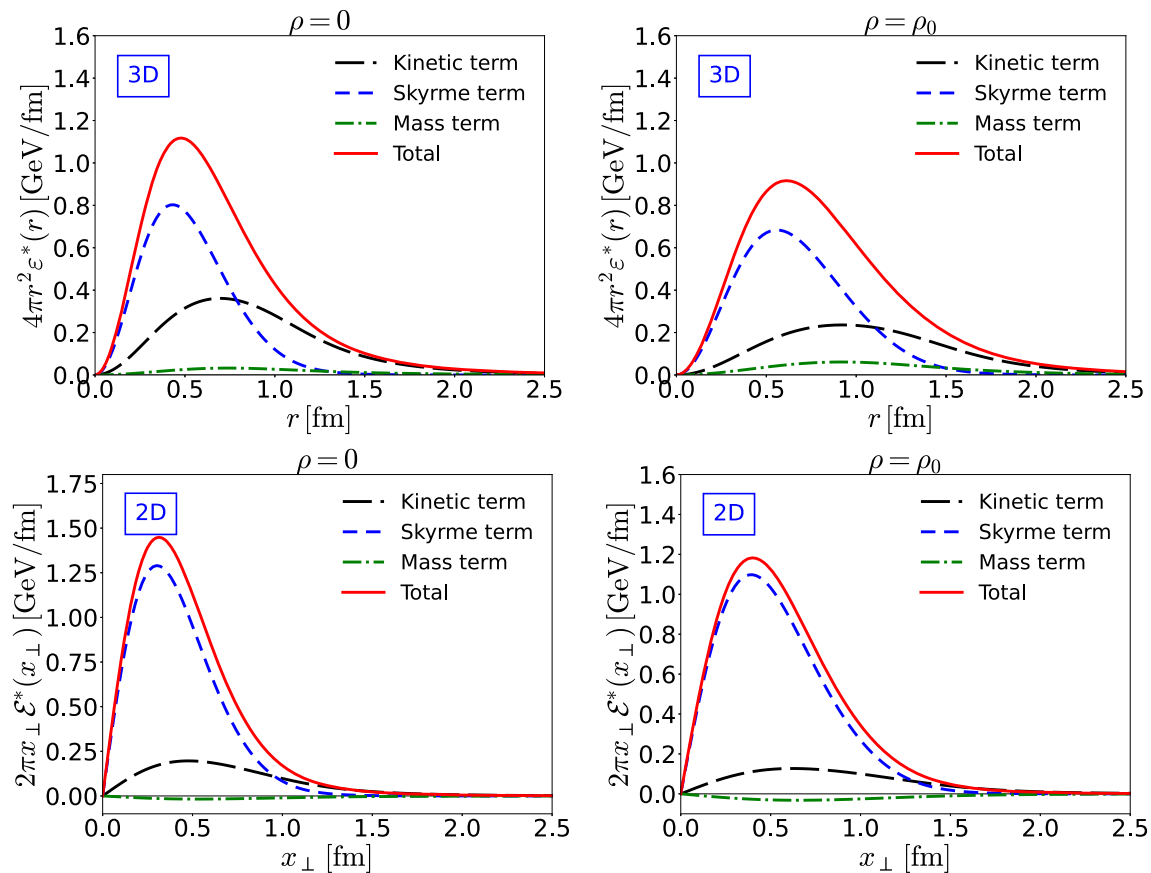 ρ = 0
3D
Kinetic term
Skyrme term
Mass term
Total
4πr² ε*(r) [GeV/fm]
1.6
1.4
1.2
1.0
0.8
0.6
0.4
0.2
0.0
0.0 0.5 1.0 1.5 2.0 2.5
r [fm]
ρ = ρ₀
3D
Kinetic term
Skyrme term
Mass term
Total
4πr² ε*(r) [GeV/fm]
1.6
1.4
1.2
1.0
0.8
0.6
0.4
0.2
0.0
0.0 0.5 1.0 1.5 2.0 2.5
r [fm]
ρ = 0
2D
Kinetic term
Skyrme term
Mass term
Total
2πx⊥ℰ*(x⊥) [GeV/fm]
1.75
1.50
1.25
1.00
0.75
0.50
0.25
0.00
0.0 0.5 1.0 1.5 2.0 2.5
x⊥ [fm]
ρ = ρ₀
2D
Kinetic term
Skyrme term
Mass term
Total
2πx⊥ℰ*(x⊥) [GeV/fm]
1.6
1.4
1.2
1.0
0.8
0.6
0.4
0.2
0.0
0.0 0.5 1.0 1.5 2.0 2.5
x⊥ [fm]